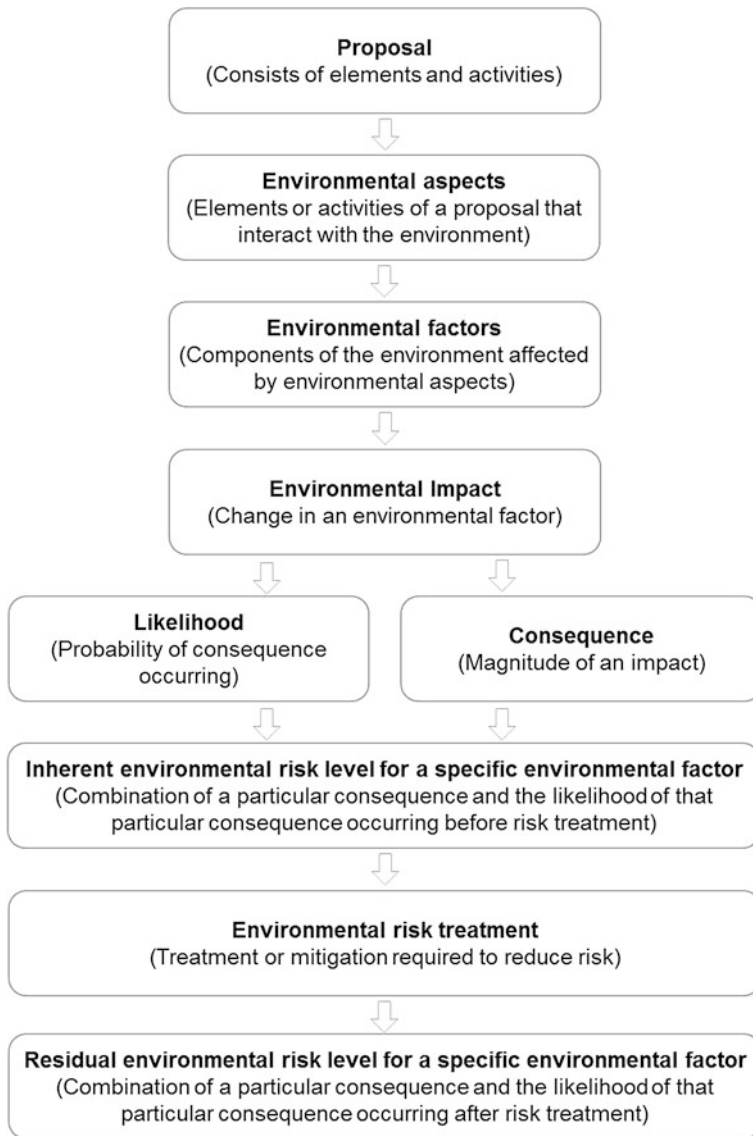 Proposal
(Consists of elements and activities)
Environmental aspects
(Elements or activities of a proposal that
interact with the environment)
Environmental factors
(Components of the environment affected
by environmental aspects)
Environmental Impact
(Change in an environmental factor)
Likelihood
(Probability of consequence
occurring)
Consequence
(Magnitude of an impact)
Inherent environmental risk level for a specific environmental factor
(Combination of a particular consequence and the likelihood of that
particular consequence occurring before risk treatment)
Environmental risk treatment
(Treatment or mitigation required to reduce risk)
Residual environmental risk level for a specific environmental factor
(Combination of a particular consequence and the likelihood of that
particular consequence occurring after risk treatment)